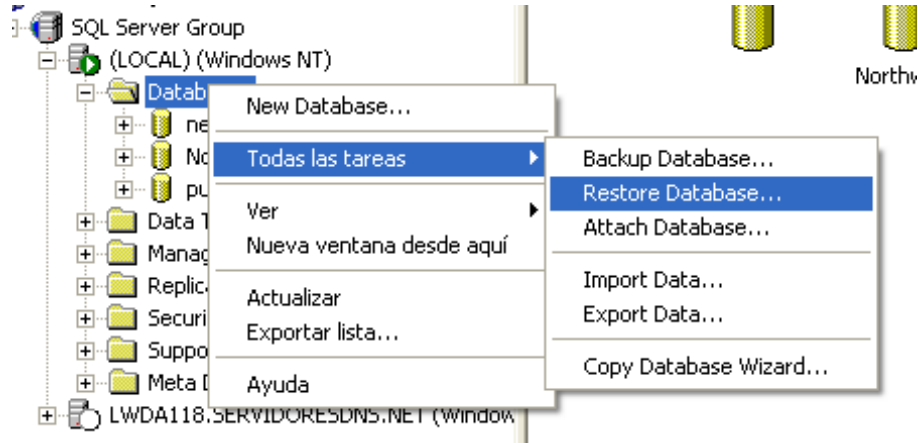 SQL Server Group
(LOCAL) (Windows NT)
Datab
ne
No
pu
Data T
Manag
Replic
Securi
Suppo
Meta D
LWDA118.SERVIDORESDNS.NET (Window
New Database...
Todas las tareas
Ver
Nueva ventana desde aquí
Actualizar
Exportar lista...
Ayuda
Backup Database...
Restore Database...
Attach Database...
Import Data...
Export Data...
Copy Database Wizard...
Northw